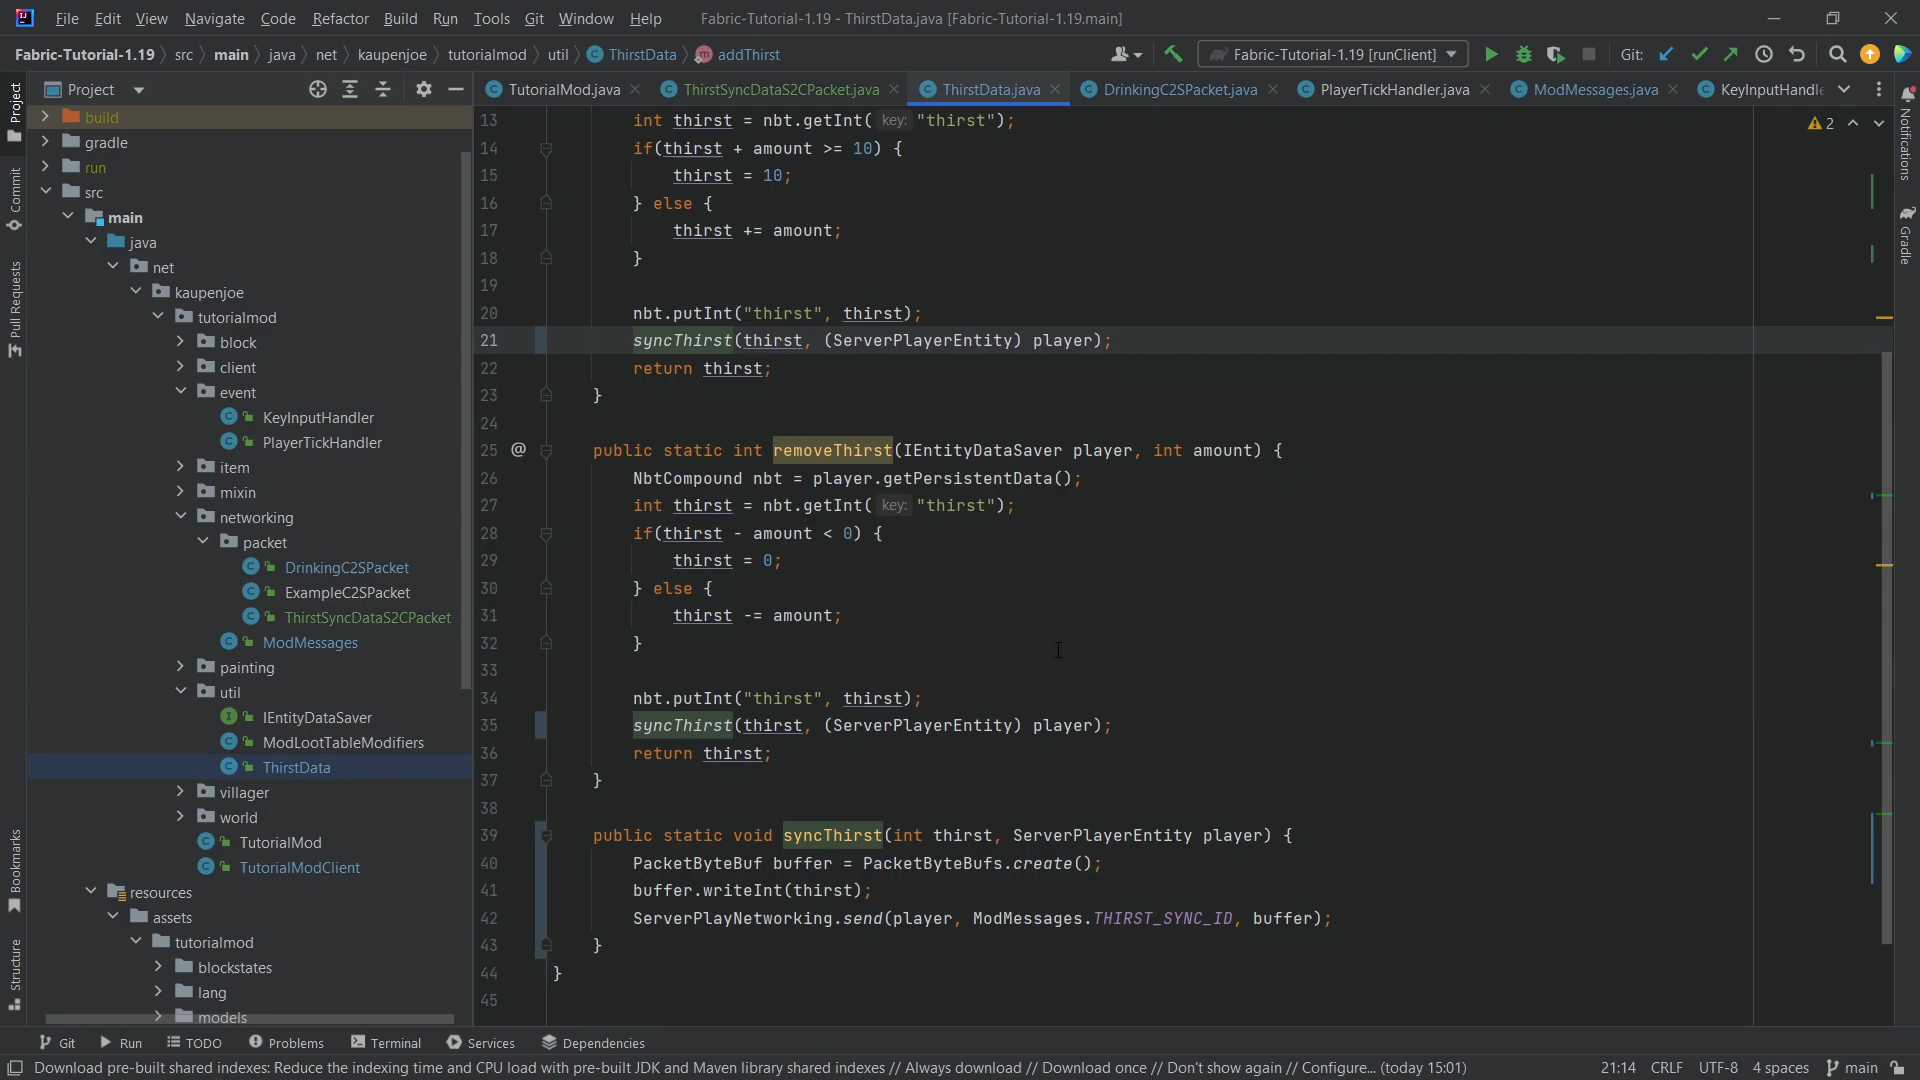 File Edit View Navigate Code Refactor Build Run Tools Git Window Help Fabric-Tutorial-1.19 - ThirstData.java [Fabric-Tutorial-1.19.main]
Fabric-Tutorial-1.19 src main java net kaupenjoe tutorialmod util ThirstData addThirst Fabric-Tutorial-1.19 [runClient] Git:
Project TutorialMod.java ThirstSyncDataS2CPacket.java ThirstData.java DrinkingC2SPacket.java PlayerTickHandler.java ModMessages.java KeyInputHandle
Project
Commit
Pull Requests
Bookmarks
Structure
build
gradle
run
src
main
java
net
kaupenjoe
tutorialmod
block
client
event
KeyInputHandler
PlayerTickHandler
item
mixin
networking
packet
DrinkingC2SPacket
ExampleC2SPacket
ThirstSyncDataS2CPacket
ModMessages
painting
util
IEntityDataSaver
ModLootTableModifiers
ThirstData
villager
world
TutorialMod
TutorialModClient
resources
assets
tutorialmod
blockstates
lang
models
13 int thirst = nbt.getInt( key: "thirst");
14 if(thirst + amount >= 10) {
15 thirst = 10;
16 } else {
17 thirst += amount;
18 }
19
20 nbt.putInt("thirst", thirst);
21 syncThirst(thirst, (ServerPlayerEntity) player);
22 return thirst;
23 }
24
25 @ public static int removeThirst(IEntityDataSaver player, int amount) {
26 NbtCompound nbt = player.getPersistentData();
27 int thirst = nbt.getInt( key: "thirst");
28 if(thirst - amount < 0) {
29 thirst = 0;
30 } else {
31 thirst -= amount;
32 }
33
34 nbt.putInt("thirst", thirst);
35 syncThirst(thirst, (ServerPlayerEntity) player);
36 return thirst;
37 }
38
39 public static void syncThirst(int thirst, ServerPlayerEntity player) {
40 PacketByteBuf buffer = PacketByteBufs.create();
41 buffer.writeInt(thirst);
42 ServerPlayNetworking.send(player, ModMessages.THIRST_SYNC_ID, buffer);
43 }
44 }
45
2
Notifications
Gradle
Git Run TODO Problems Terminal Services Dependencies
Download pre-built shared indexes: Reduce the indexing time and CPU load with pre-built JDK and Maven library shared indexes // Always download // Download once // Don't show again // Configure... (today 15:01) 21:14 CRLF UTF-8 4 spaces main